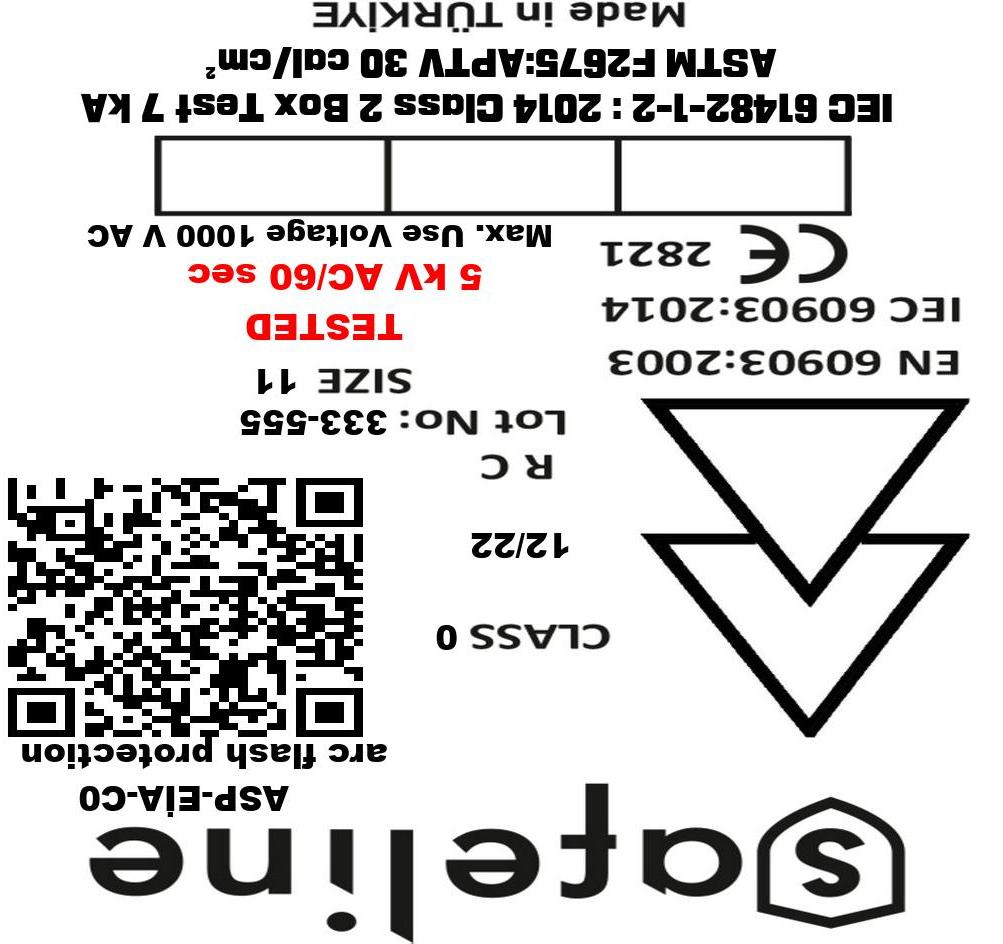 safeline
ASP-EİA-C0
arc flash protection
CLASS 0
12/22
R C
Lot No: 333-555
SIZE 11
TESTED
5 kV AC/60 sec
Max. Use Voltage 1000 V AC
EN 60903:2003
IEC 60903:2014
CE 2821
IEC 61482-1-2 : 2014 Class 2 Box Test 7 kA
ASTM F2675:APTV 30 cal/cm²
Made in TÜRKİYE